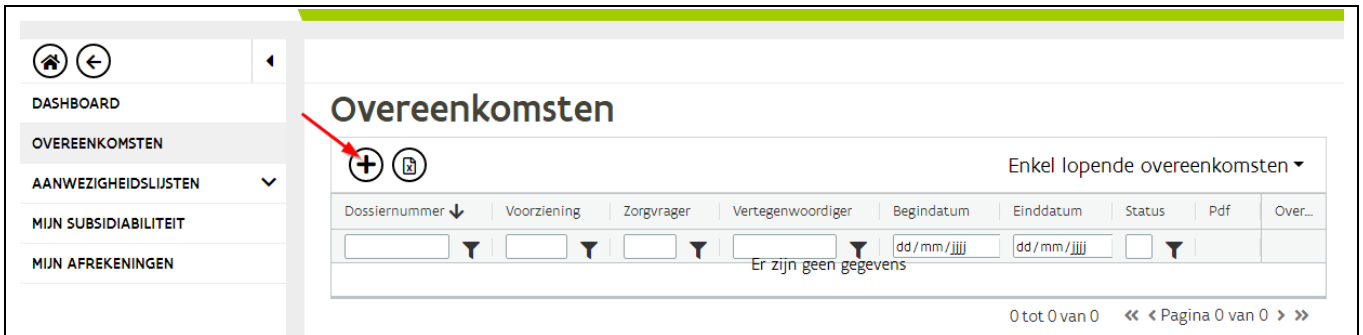 DASHBOARD
OVEREENKOMSTEN
AANWEZIGHEIDSLIJSTEN
MIJN SUBSIDIABILITEIT
MIJN AFREKENINGEN
Overeenkomsten
Enkel lopende overeenkomsten
Dossiernummer Voorziening Zorgvrager Vertegenwoordiger Begindatum Einddatum Status Pdf Over...
dd/mm/jjjj dd/mm/jjjj
Er zijn geen gegevens
0 tot 0 van 0 Pagina 0 van 0